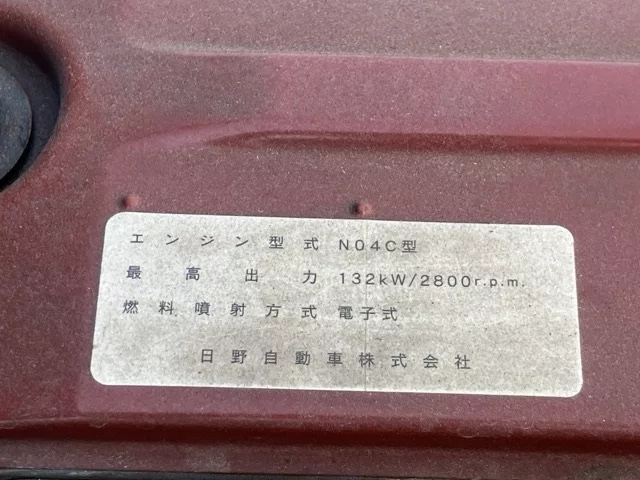 エンジン型式 N04C型
最高出力 132kW/2800r.p.m.
燃料噴射方式 電子式
日野自動車株式会社